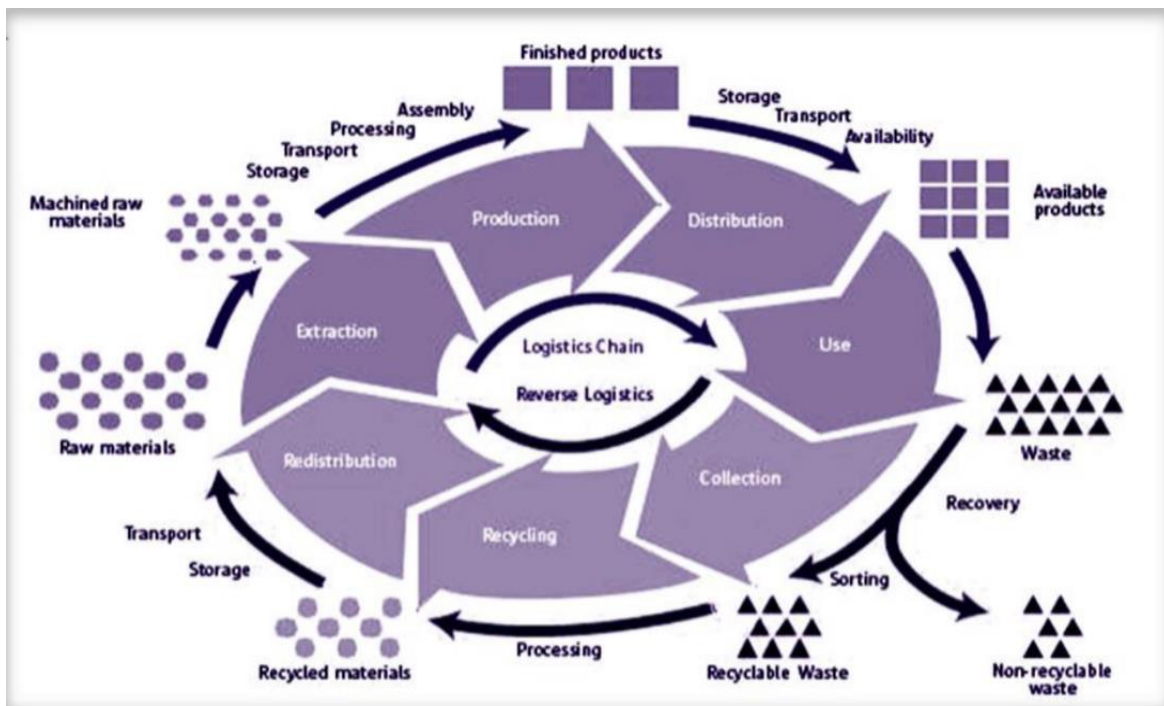 Finished products
Assembly
Processing
Transport
Storage
Storage
Transport
Availability
Machined raw
materials
Available
products
Production
Distribution
Extraction
Use
Logistics Chain
Reverse Logistics
Raw materials
Waste
Redistribution
Collection
Recycling
Recovery
Transport
Storage
Sorting
Processing
Recycled materials
Recyclable Waste
Non-recyclable
waste